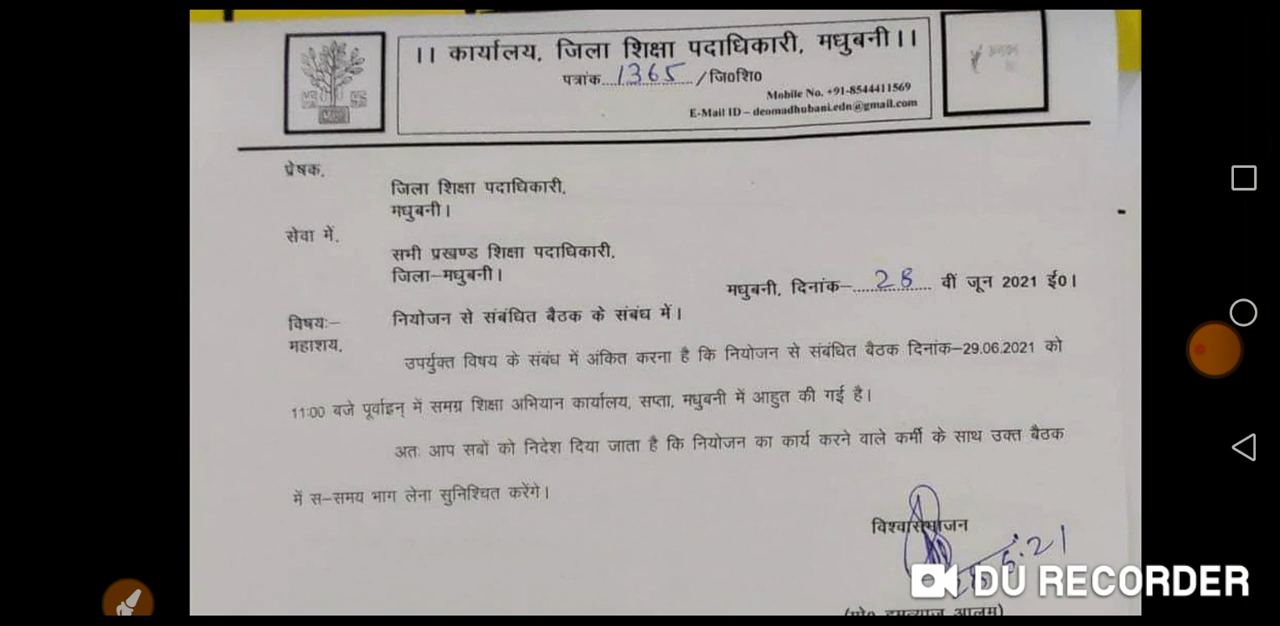 ।। कार्यालय, जिला शिक्षा पदाधिकारी, मधुबनी।।
पत्रांक...1365.../जि०शि०
Mobile No. +91-8544411569
E-Mail ID – deomadhubani.edn@gmail.com
प्रेषक,
जिला शिक्षा पदाधिकारी,
मधुबनी।
सेवा में,
सभी प्रखण्ड शिक्षा पदाधिकारी,
जिला–मधुबनी।
मधुबनी, दिनांक–...28... वीं जून 2021 ई०।
विषयः–
नियोजन से संबंधित बैठक के संबंध में।
महाशय,
उपर्युक्त विषय के संबंध में अंकित करना है कि नियोजन से संबंधित बैठक दिनांक–29.06.2021 को
11:00 बजे पूर्वाइन् में समग्र शिक्षा अभियान कार्यालय, सप्ता, मधुबनी में आहुत की गई है।
अतः आप सबों को निदेश दिया जाता है कि नियोजन का कार्य करने वाले कर्मी के साथ उक्त बैठक
में स–समय भाग लेना सुनिश्चित करेंगे।
विश्वासभाजन
DU RECORDER